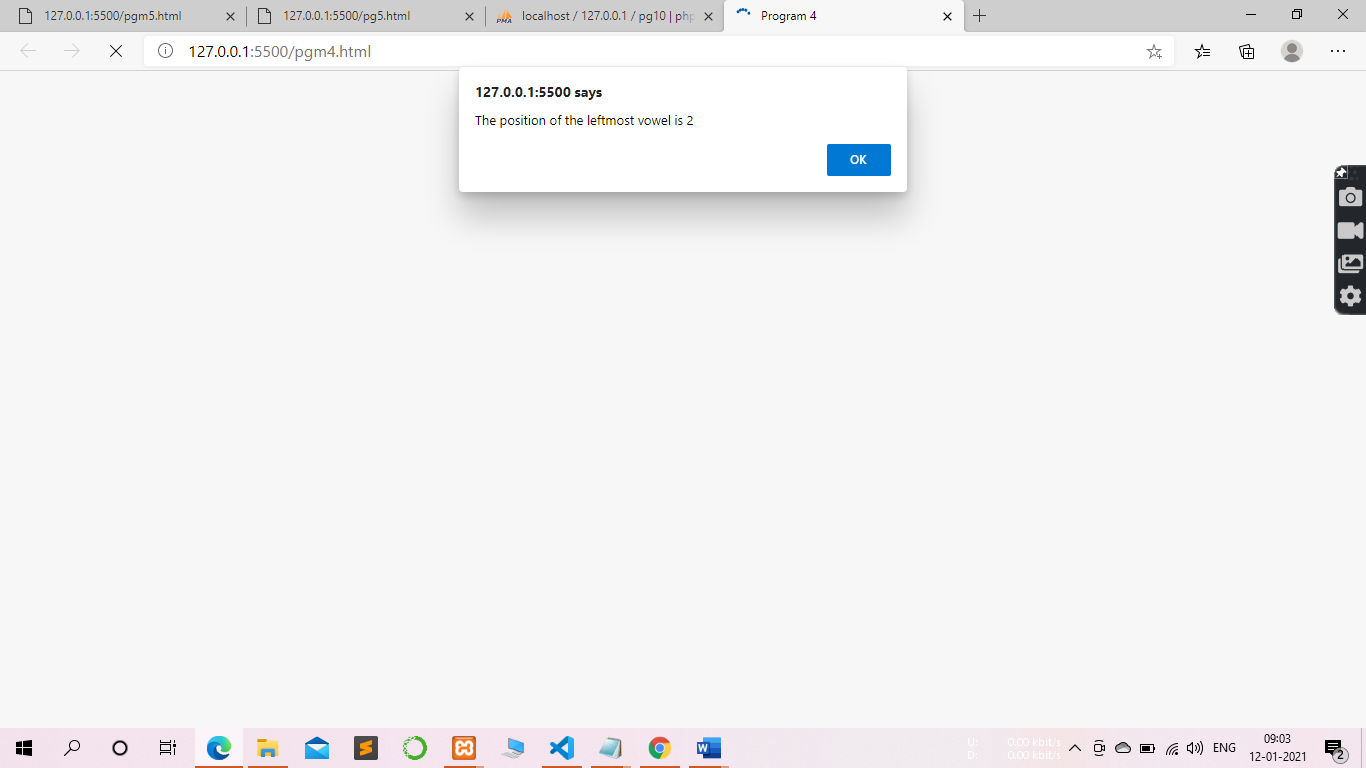 127.0.0.1:5500/pgm5.html
127.0.0.1:5500/pg5.html
PMA
localhost / 127.0.0.1 / pg10 | php
Program 4
127.0.0.1:5500/pgm4.html
127.0.0.1:5500 says
The position of the leftmost vowel is 2
OK
U: 0.00 kbit/s
D: 0.00 kbit/s
ENG
09:03
12-01-2021
2